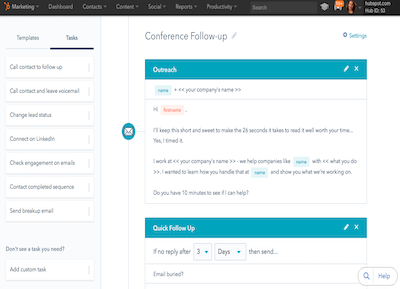 Marketing Dashboard Contacts Content Social Reports Productivity Search hubspot.com
Hub ID: 53
Templates Tasks
Call contact to follow up
Call contact and leave voicemail
Change lead status
Connect on LinkedIn
Check engagement on emails
Contact completed sequence
Send breakup email
Don't see a task you need?
Add custom task
Conference Follow-up
Settings
Outreach
name + << your company's name >>
Hi firstname ,
I'll keep this short and sweet to make the 26 seconds it takes to read it well worth your time...
Yes, I timed it.
I work at << your company's name >> - we help companies like name with << what you do
>>. I wanted to learn how you handle that at name and show you what we're working on.
Do you have 10 minutes to see if I can help?
Quick Follow Up
If no reply after 3 Days then send...
Email buried?
Help